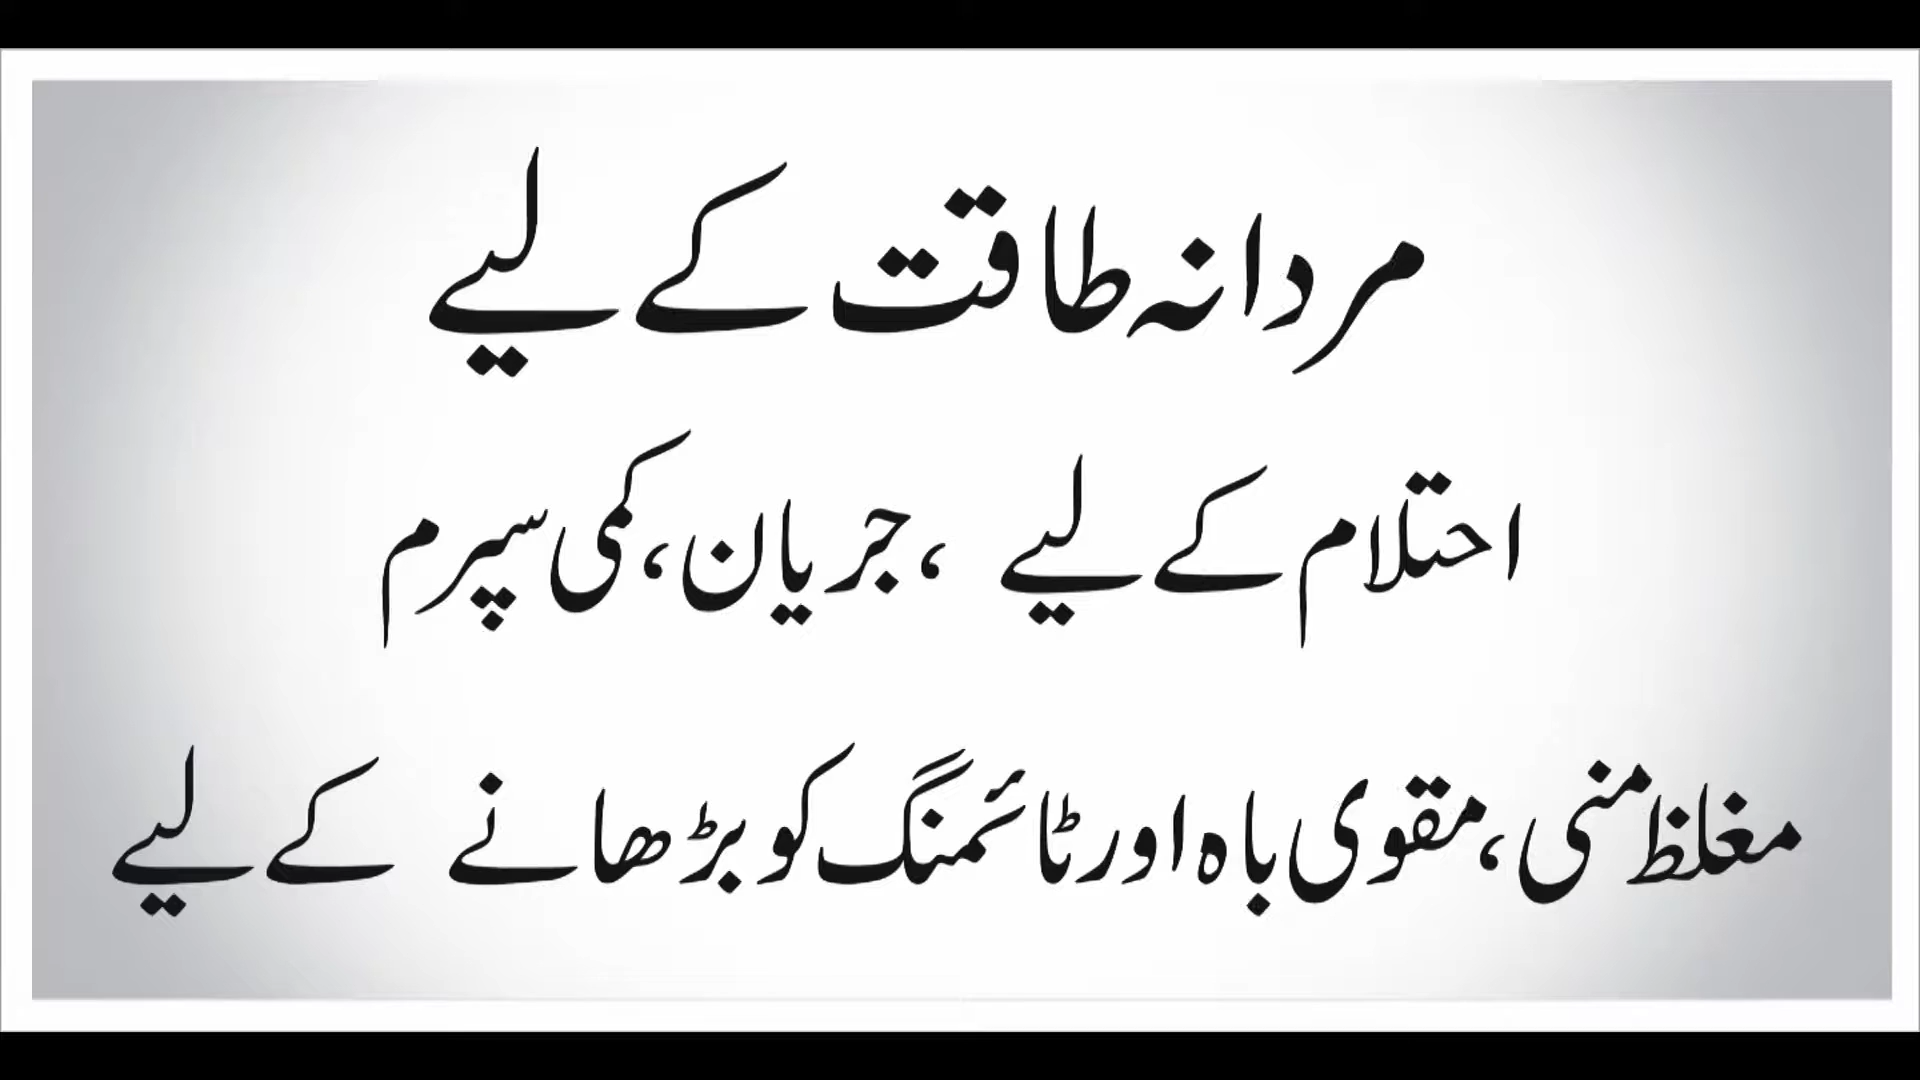 مردانہ طاقت کے لیے
احتلام کے لیے ، جریان، کمی سپرم
مغلظ منی، مقوی باہ اور ٹائمنگ کو بڑھانے کے لیے